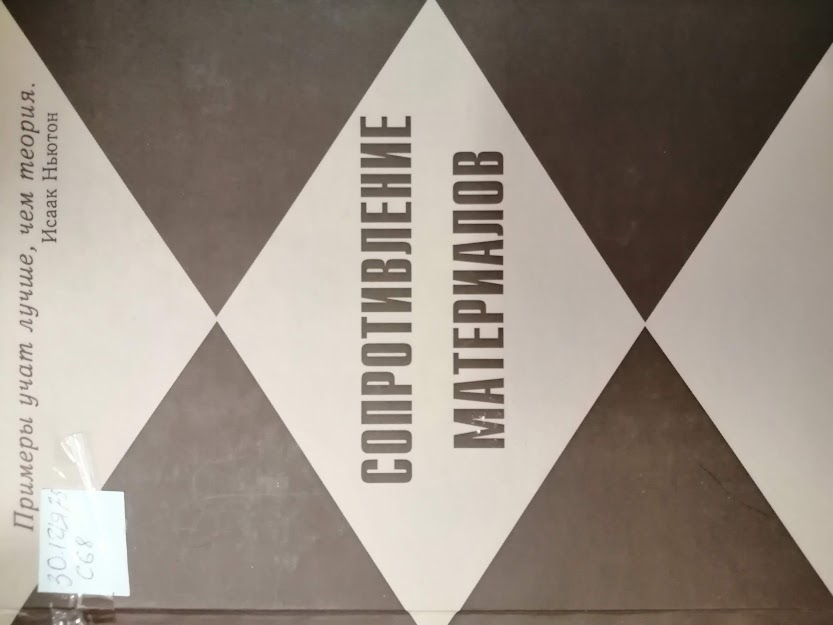 Примеры учат лучше, чем теория.
Исаак Ньютон
СОПРОТИВЛЕНИЕ
МАТЕРИАЛОВ
С68